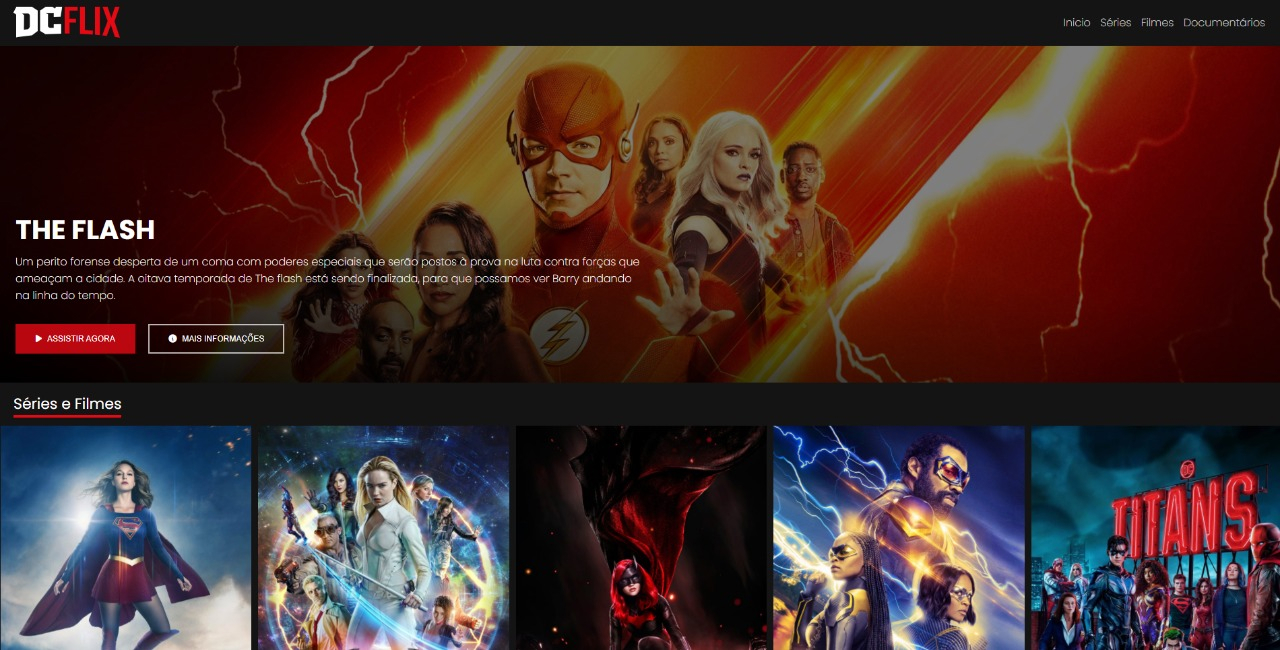 DCFLIX
Inicio Séries Filmes Documentários
THE FLASH
Um perito forense desperta de um coma com poderes especiais que serão postos à prova na luta contra forças que
ameaçam a cidade. A oitava temporada de The flash está sendo finalizada, para que possamos ver Barry andando
na linha do tempo.
ASSISTIR AGORA
MAIS INFORMAÇÕES
Séries e Filmes
TITANS